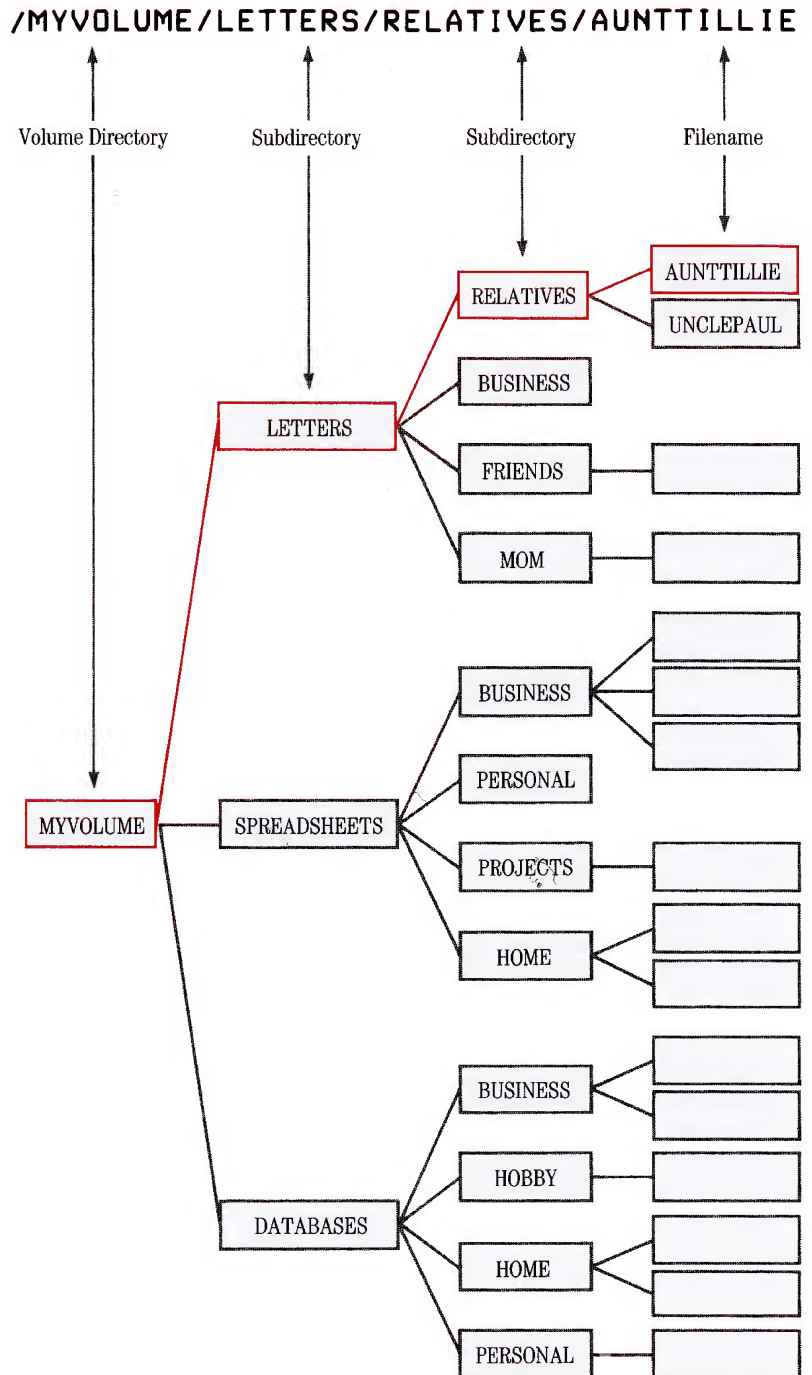 /MYVOLUME/LETTERS/RELATIVES/AUNTTILLIE
Volume Directory Subdirectory Subdirectory Filename
AUNTTILLIE
RELATIVES
UNCLEPAUL
BUSINESS
LETTERS
FRIENDS
MOM
BUSINESS
PERSONAL
MYVOLUME SPREADSHEETS
PROJECTS
HOME
BUSINESS
HOBBY
DATABASES
HOME
PERSONAL